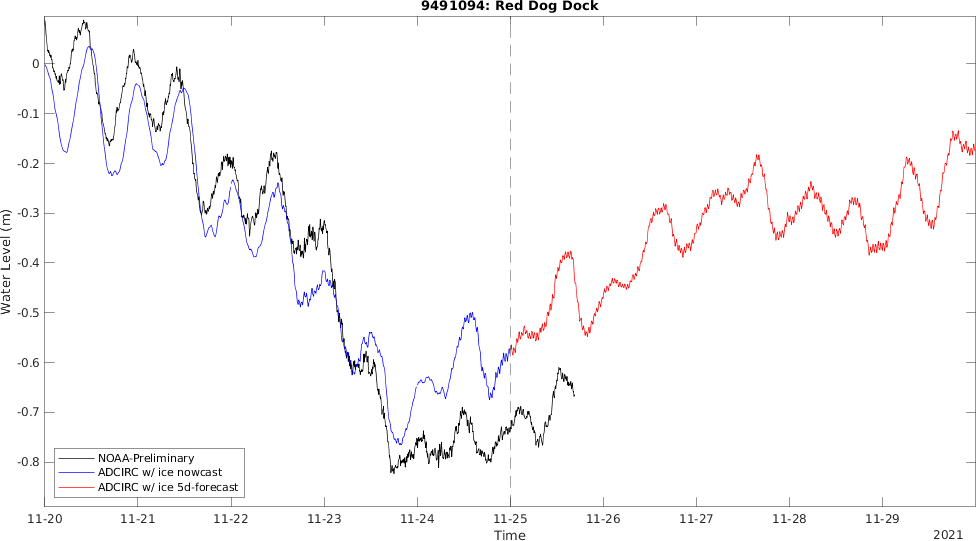 9491094: Red Dog Dock
Water Level (m)
0
-0.1
-0.2
-0.3
-0.4
-0.5
-0.6
-0.7
-0.8
NOAA-Preliminary
ADCIRC w/ ice nowcast
ADCIRC w/ ice 5d-forecast
11-20 11-21 11-22 11-23 11-24 11-25 11-26 11-27 11-28 11-29
Time
2021